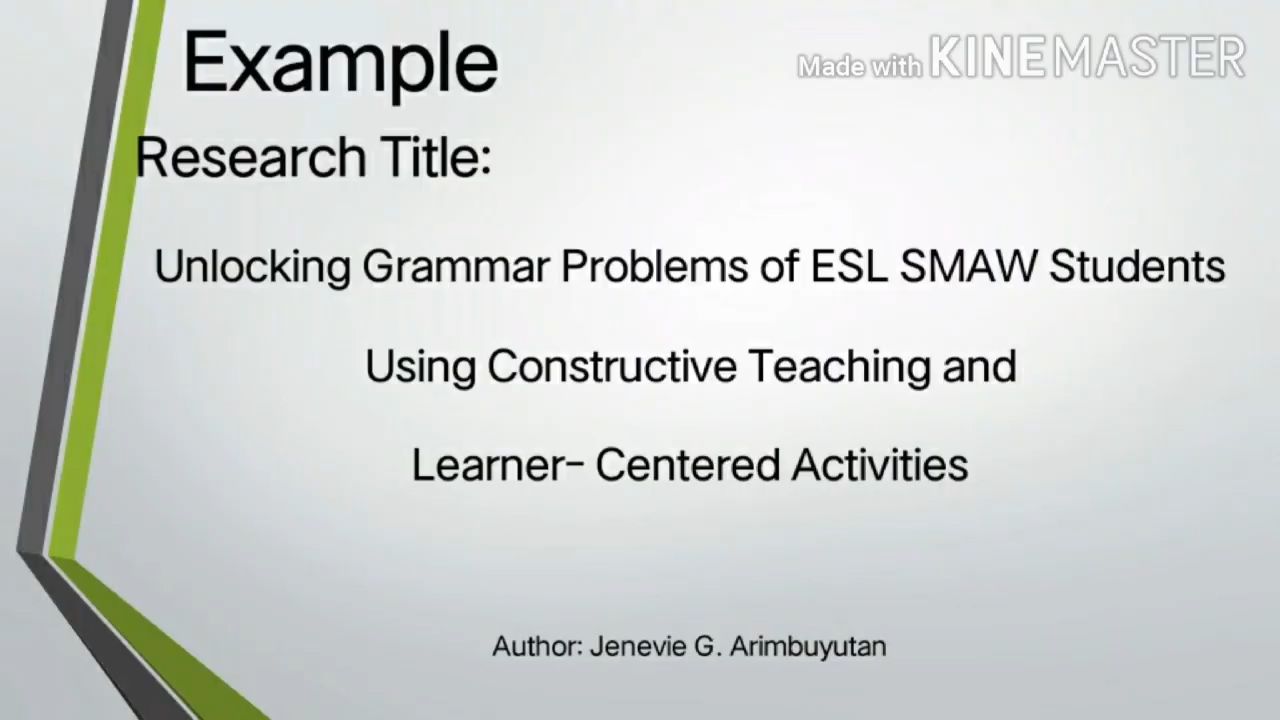 Example
Made with KINEMASTER
Research Title:
Unlocking Grammar Problems of ESL SMAW Students
Using Constructive Teaching and
Learner- Centered Activities
Author: Jenevie G. Arimbuyutan